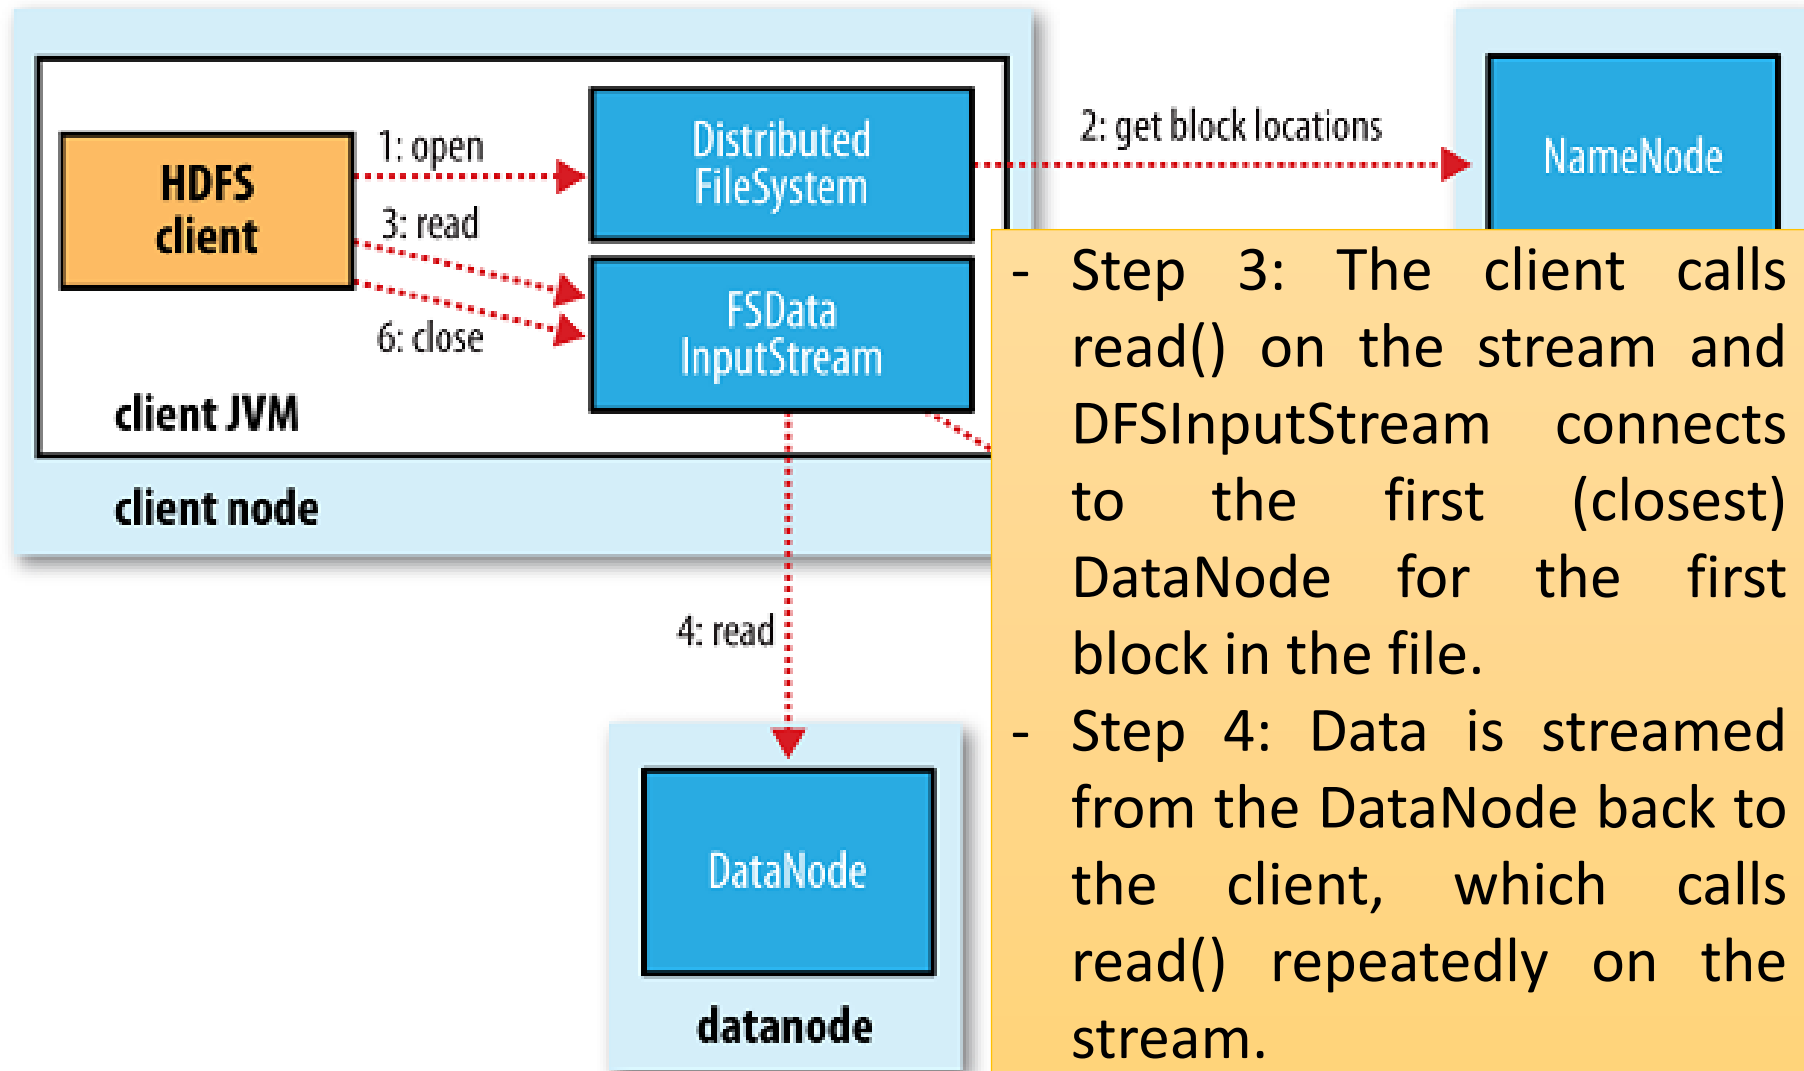 HDFS
client
1: open
3: read
6: close
Distributed
FileSystem
FSData
InputStream
client JVM
client node
2: get block locations
NameNode
4: read
DataNode
datanode
- Step 3: The client calls
read() on the stream and
DFSInputStream connects
to the first (closest)
DataNode for the first
block in the file.
- Step 4: Data is streamed
from the DataNode back to
the client, which calls
read() repeatedly on the
stream.